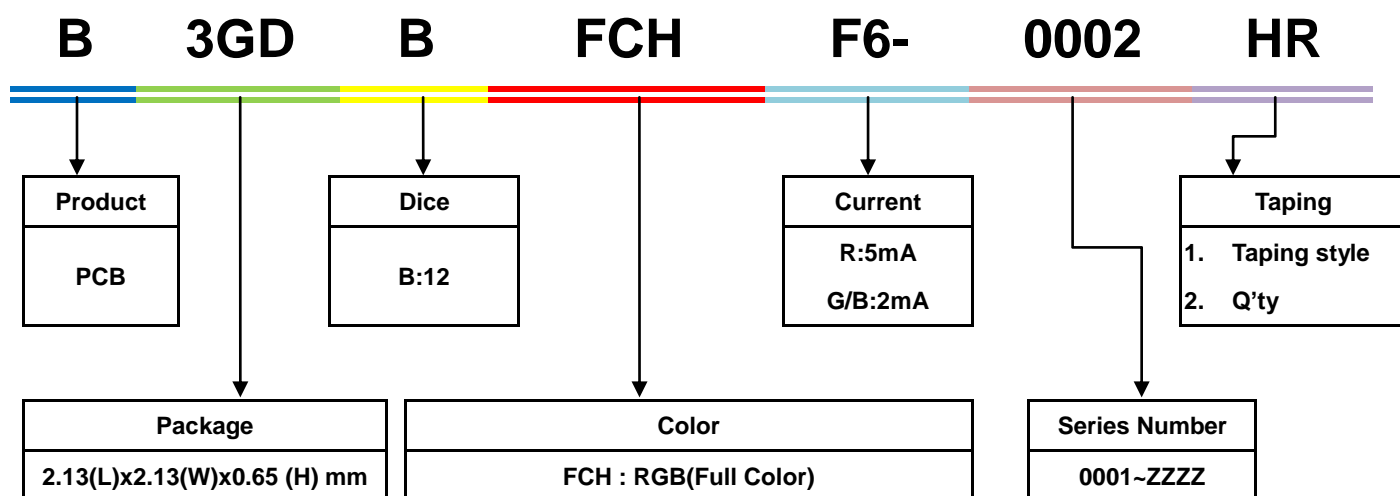 B 3GD B FCH F6- 0002 HR
Product
PCB
Dice
B:12
Current
R:5mA
G/B:2mA
Taping
1. Taping style
2. Q’ty
Package
2.13(L)x2.13(W)x0.65 (H) mm
Color
FCH : RGB(Full Color)
Series Number
0001~ZZZZ